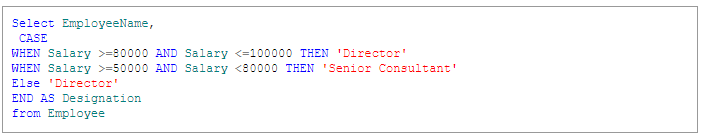 Select EmployeeName,
CASE
WHEN Salary >=80000 AND Salary <=100000 THEN 'Director'
WHEN Salary >=50000 AND Salary <80000 THEN 'Senior Consultant'
Else 'Director'
END AS Designation
from Employee